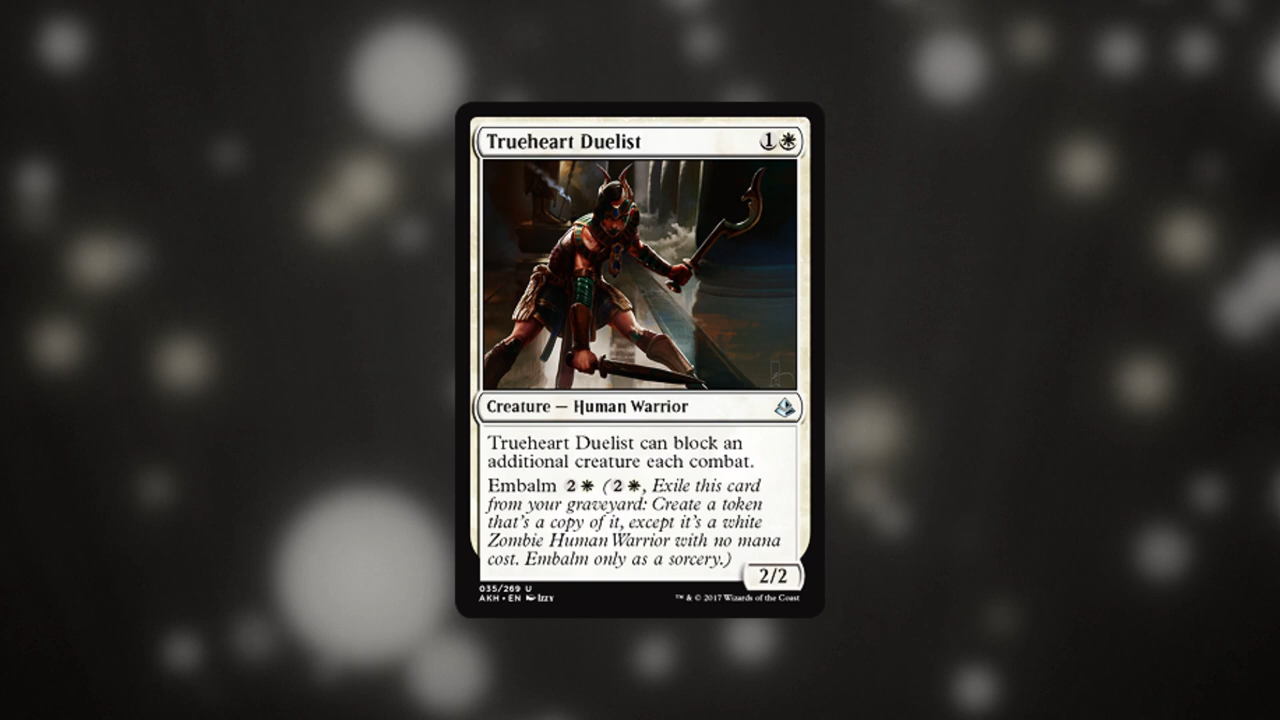 Trueheart Duelist 1
Creature — Human Warrior
Trueheart Duelist can block an
additional creature each combat.
Embalm 2 (2 , Exile this card
from your graveyard: Create a token
that's a copy of it, except it's a white
Zombie Human Warrior with no mana
cost. Embalm only as a sorcery.)
2/2
035/269 U
AKH • EN Izzy
™ & © 2017 Wizards of the Coast